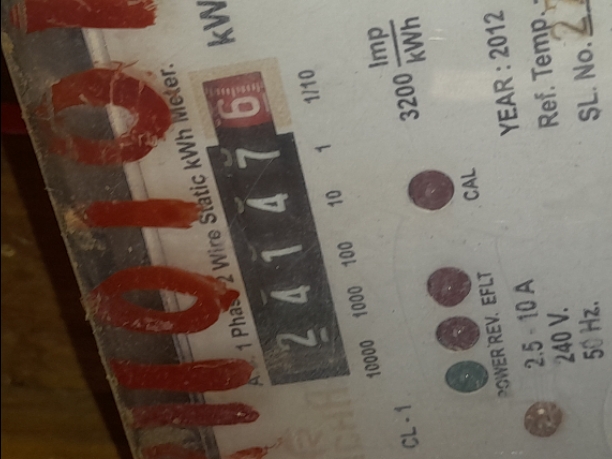 kW
A.C. 1 Phase 2 Wire Static kWh Meter.
2 4 1 4 7 6
10000 1000 100 10 1 1/10
CL - 1
3200 Imp
kWh
POWER REV. EFLT CAL
2.5 - 10 A
240 V.
50 Hz.
YEAR : 2012
Ref. Temp.
SL. No. 27